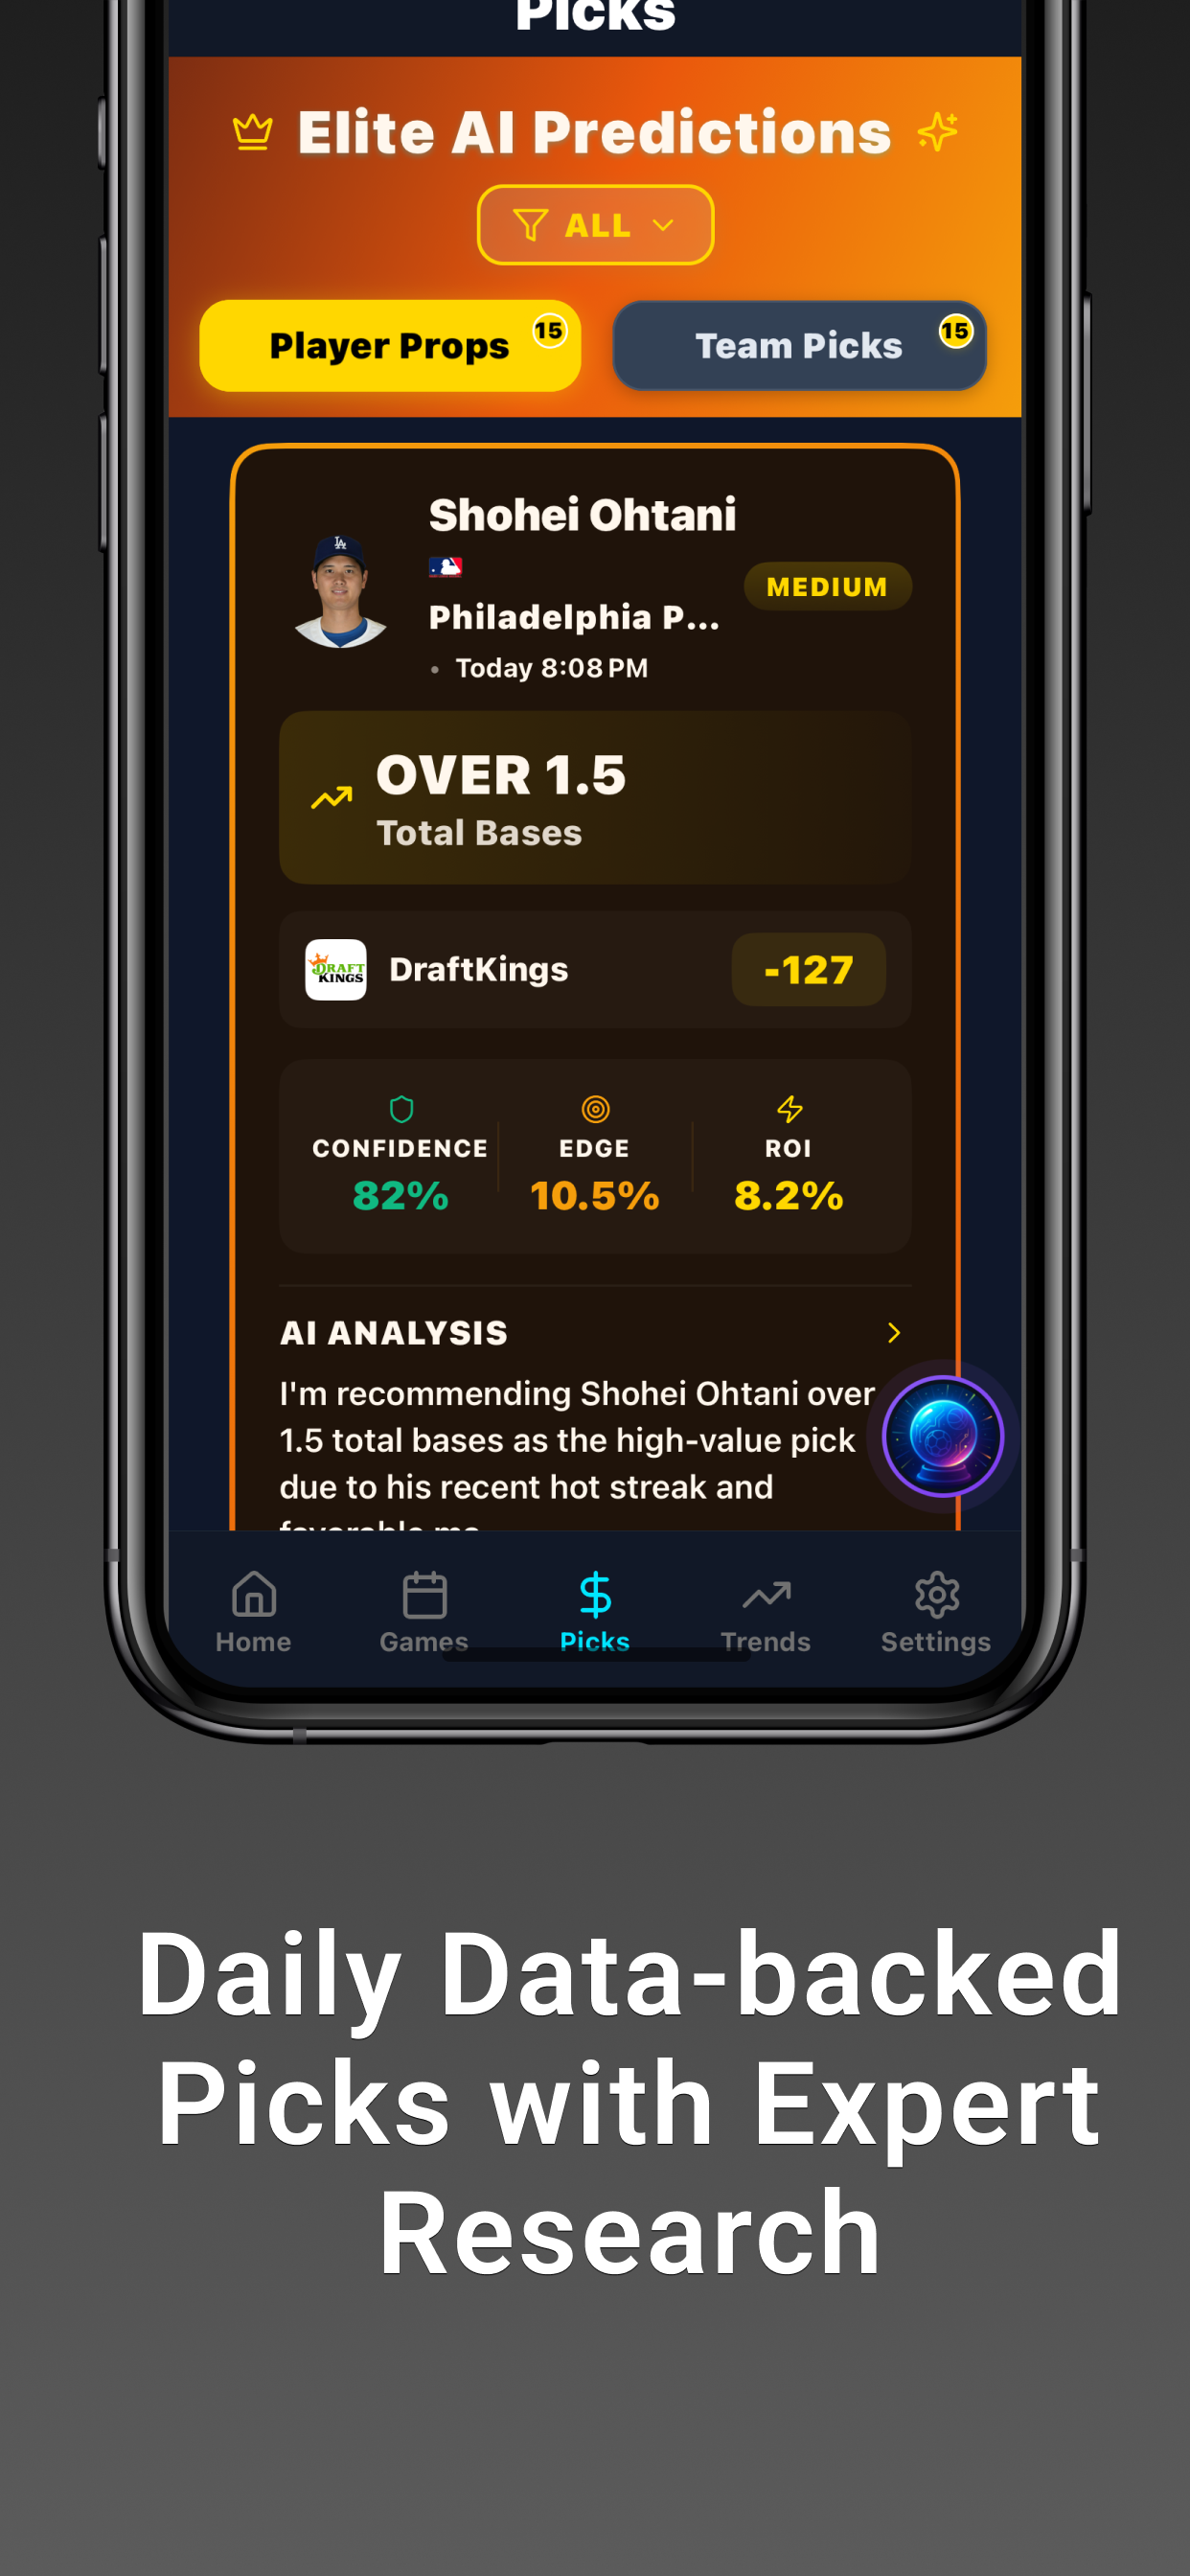 Picks
Elite AI Predictions
ALL
Player Props
15
Team Picks
15
Shohei Ohtani
LA
Philadelphia P...
MEDIUM
• Today 8:08 PM
OVER 1.5
Total Bases
DRAFT
KINGS
DraftKings
-127
CONFIDENCE
EDGE
ROI
82%
10.5%
8.2%
AI ANALYSIS
I'm recommending Shohei Ohtani over
1.5 total bases as the high-value pick
due to his recent hot streak and
Home
Games
Picks
Trends
Settings
Daily Data-backed
Picks with Expert
Research